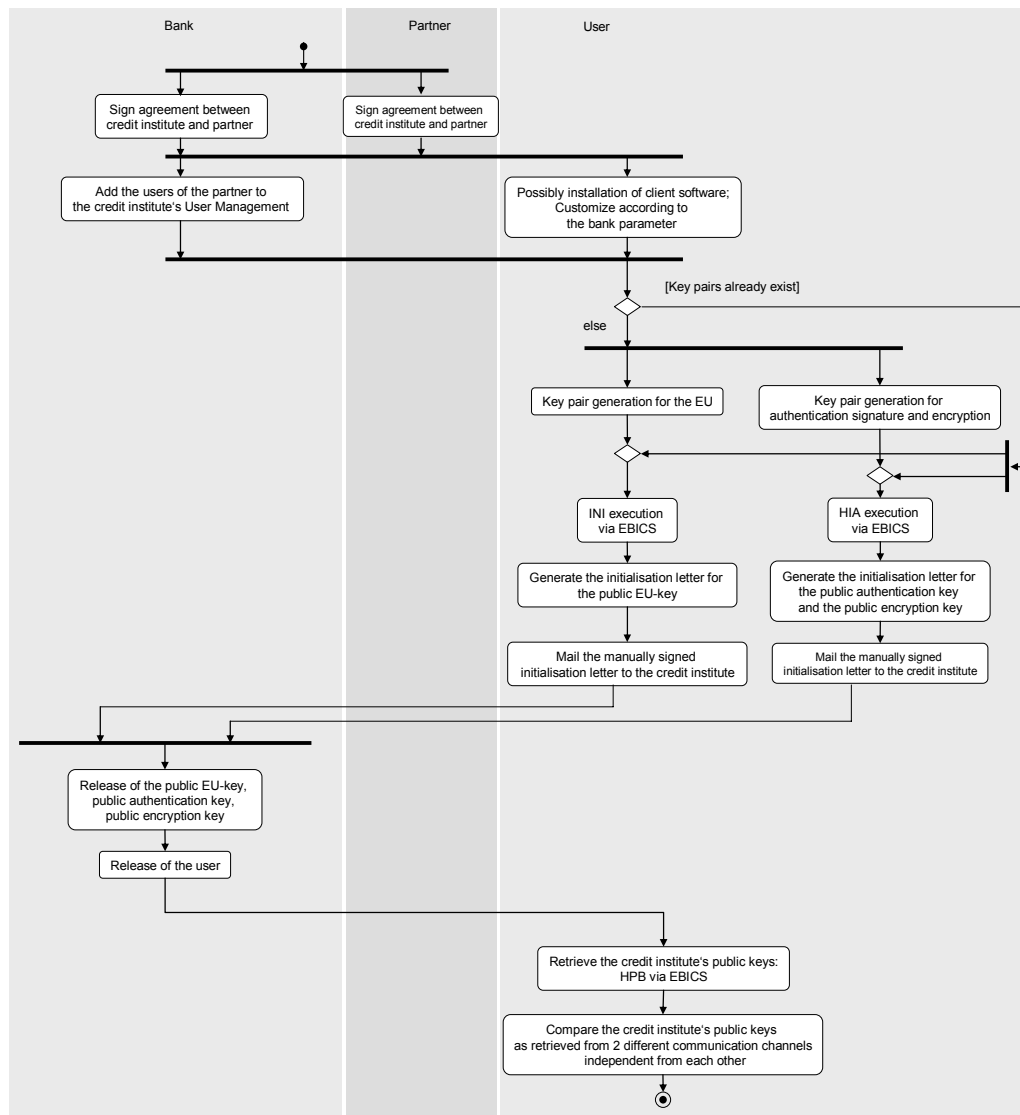 Bank
Partner
User
Sign agreement between
credit institute and partner
Sign agreement between
credit institute and partner
Add the users of the partner to
the credit institute's User Management
Possibly installation of client software;
Customize according to
the bank parameter
[Key pairs already exist]
else
Key pair generation for the EU
Key pair generation for
authentication signature and encryption
INI execution
via EBICS
HIA execution
via EBICS
Generate the initialisation letter for
the public EU-key
Generate the initialisation letter for
the public authentication key
and the public encryption key
Mail the manually signed
initialisation letter to the credit institute
Mail the manually signed
initialisation letter to the credit institute
Release of the public EU-key,
public authentication key,
public encryption key
Release of the user
Retrieve the credit institute's public keys:
HPB via EBICS
Compare the credit institute's public keys
as retrieved from 2 different communication channels
independent from each other